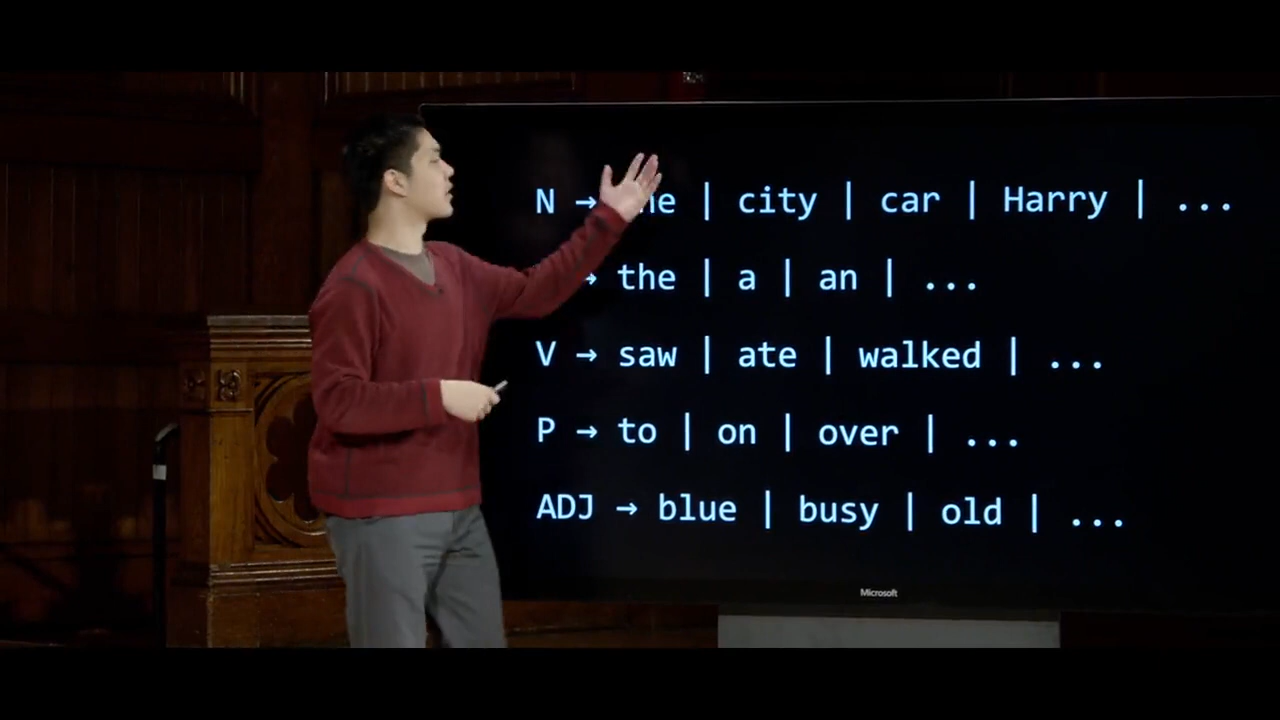 N → | city | car | Harry | ...
→ the | a | an | ...
V → saw | ate | walked | ...
P → to | on | over | ...
ADJ → blue | busy | old | ...
Microsoft